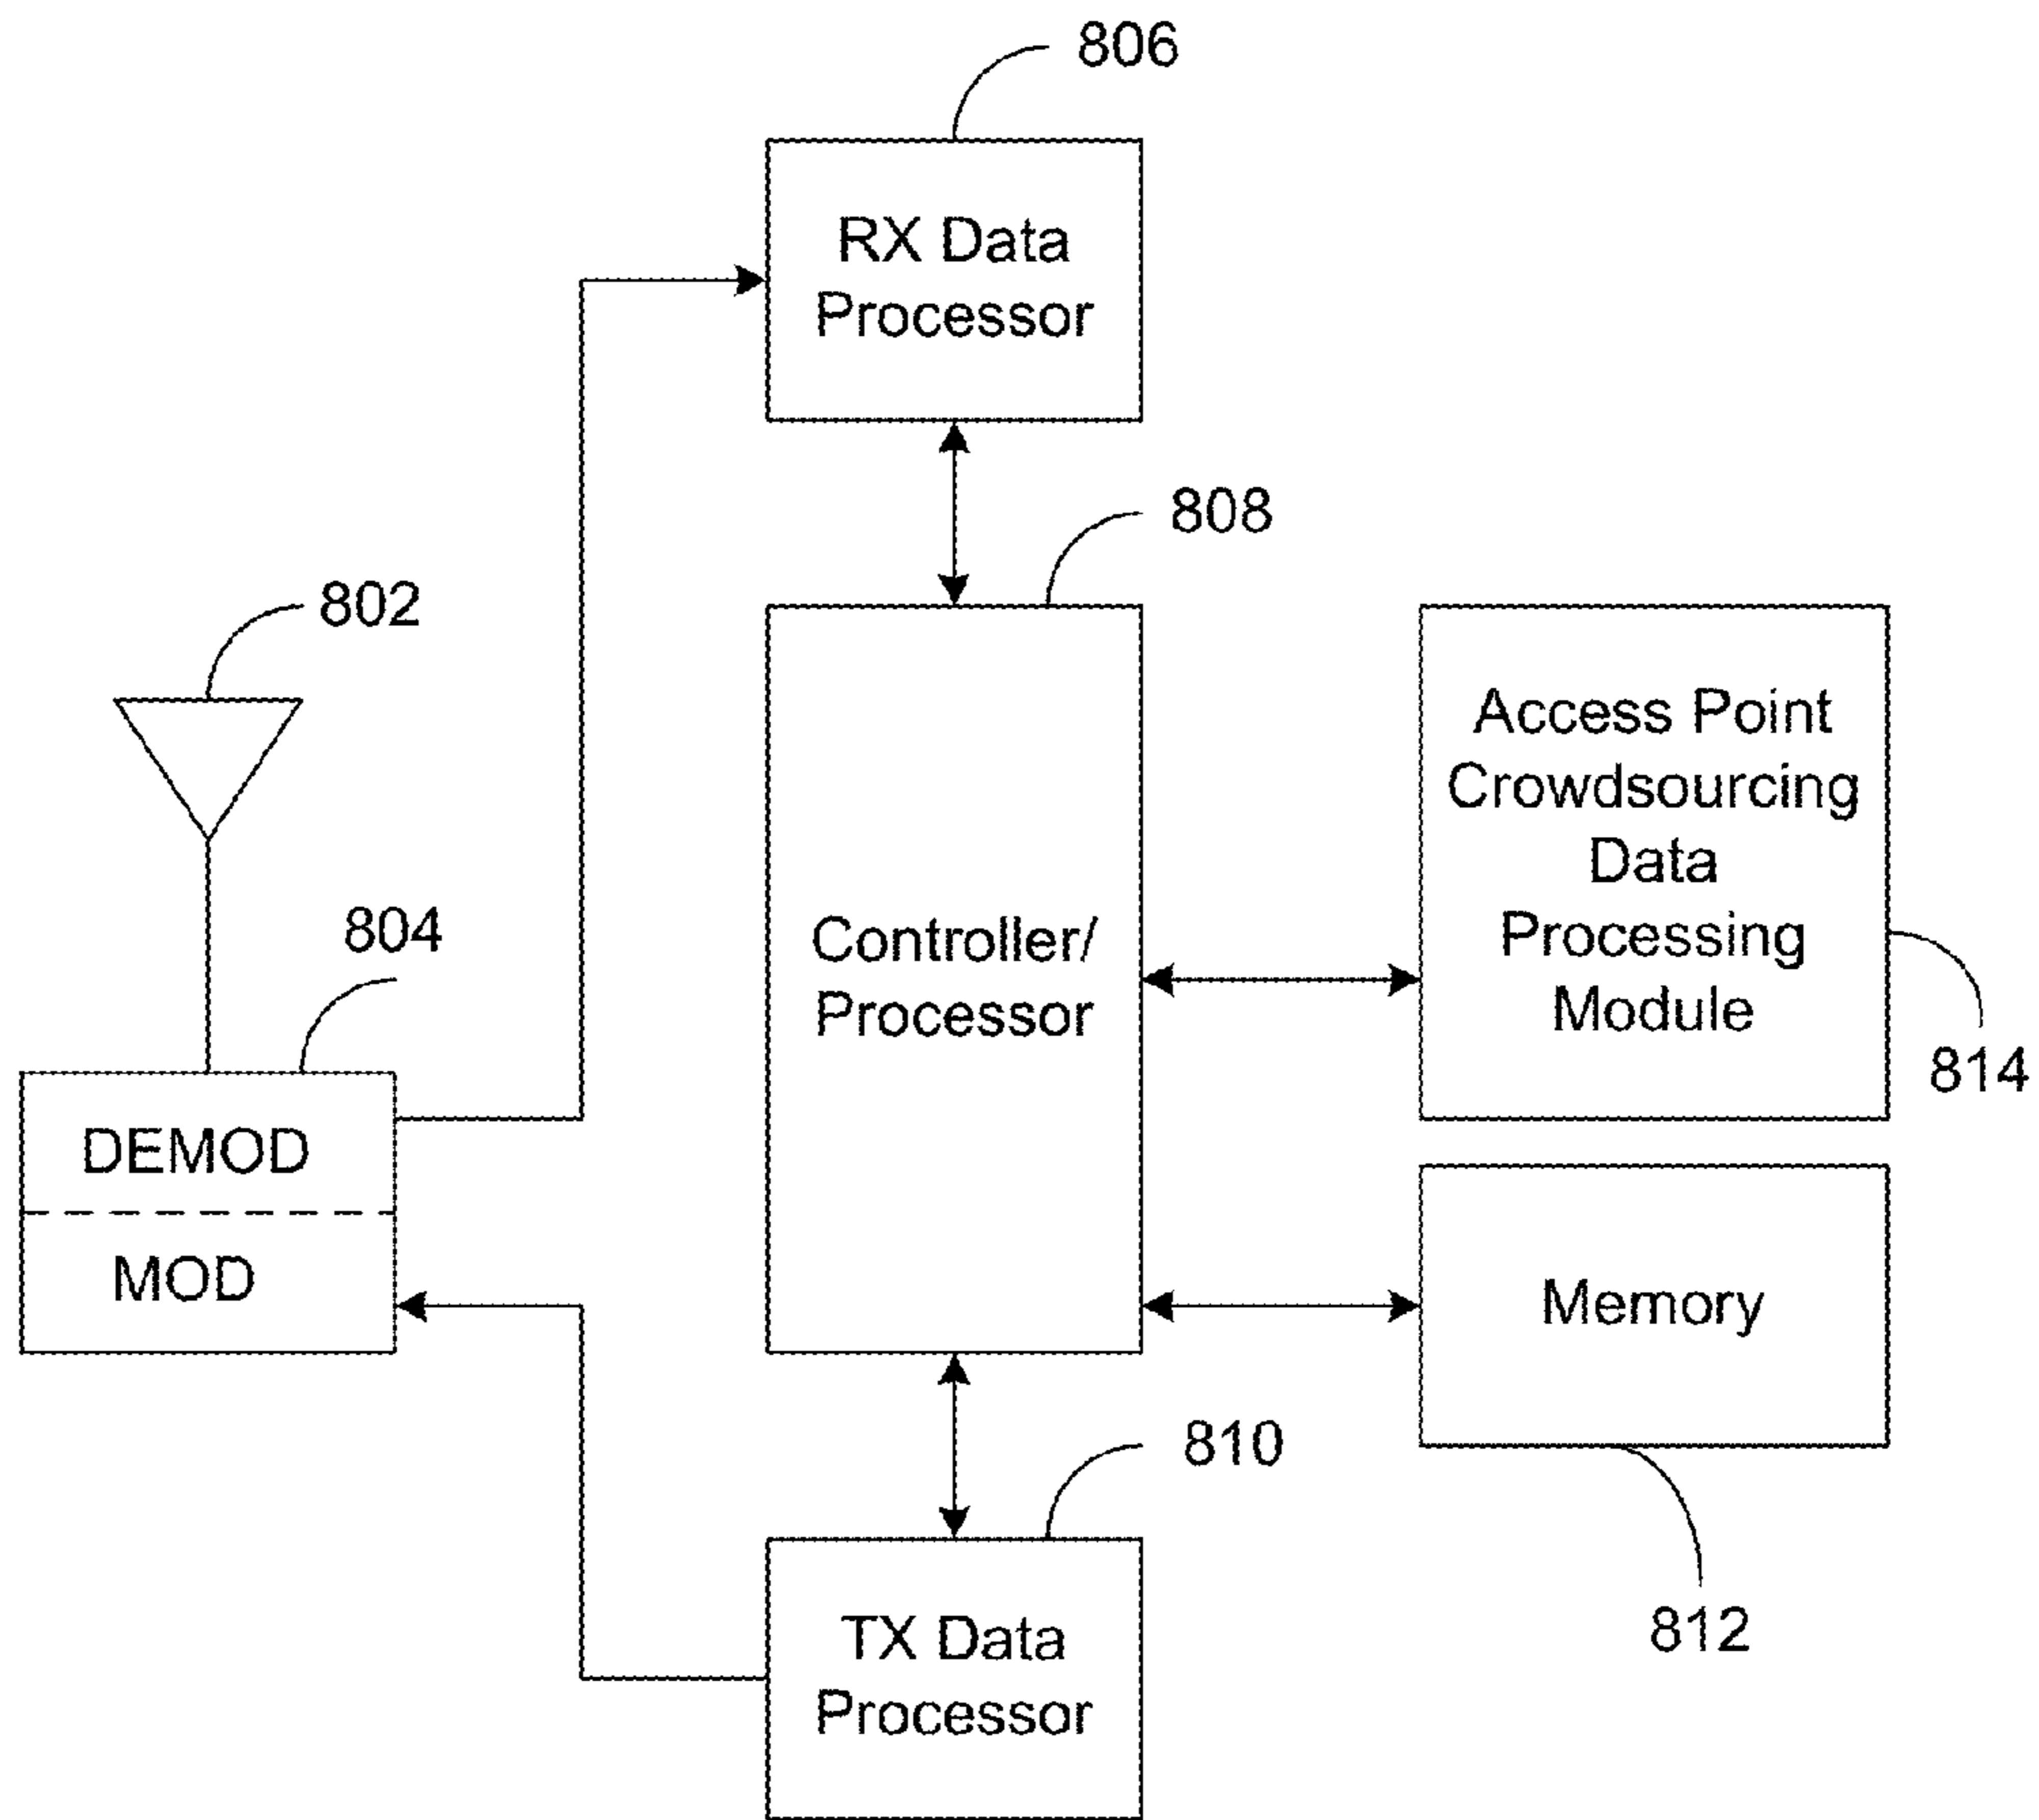 806
RX Data
Processor
808
802
Access Point
Crowdsourcing
Data
Processing
Module
814
804
Controller/
Processor
DEMOD
MOD
Memory
810
812
TX Data
Processor